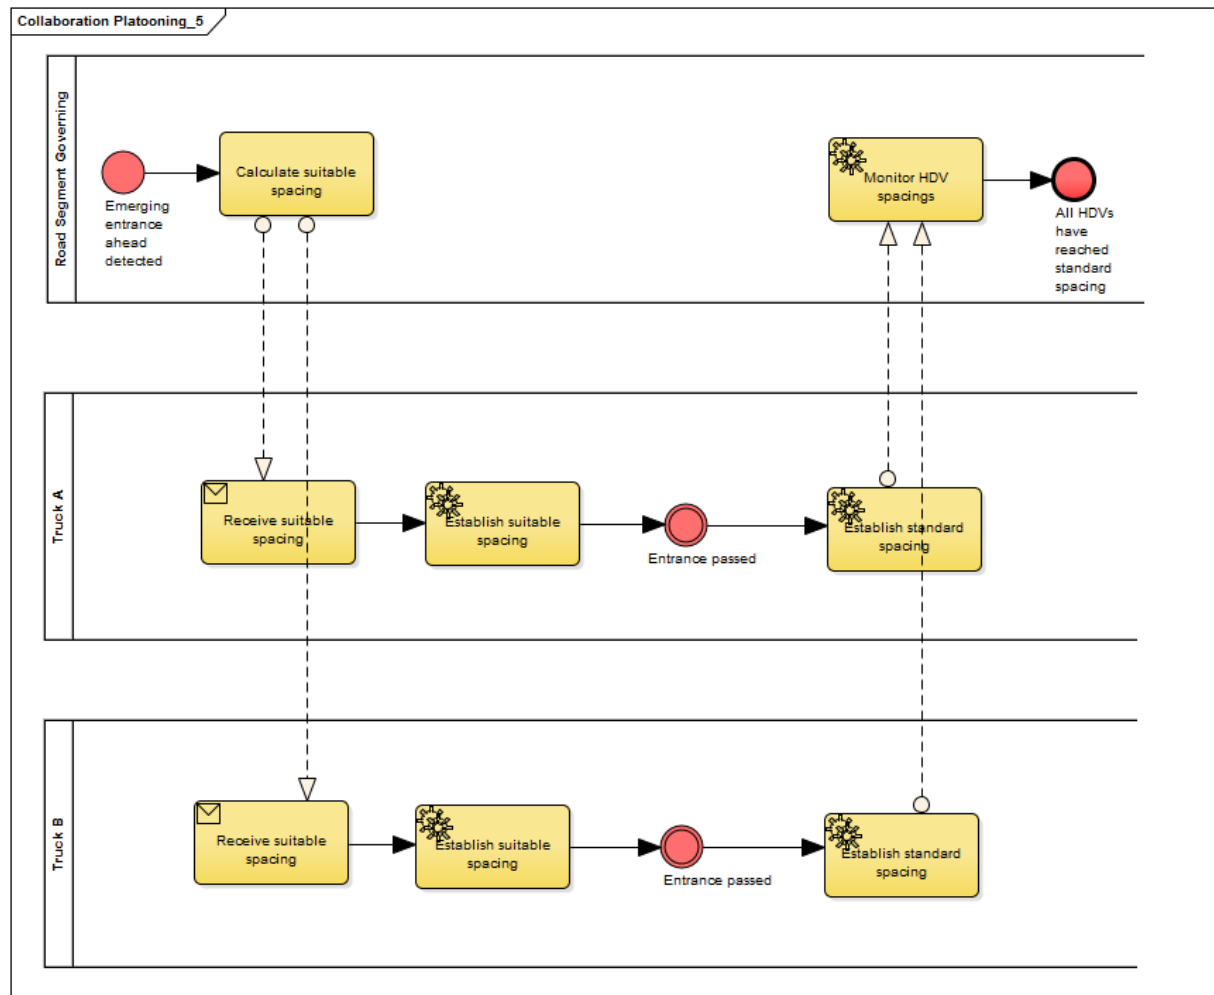 Collaboration Platooning_5
Road Segment Governing
Emerging
entrance
ahead
detected
Calculate suitable
spacing
Monitor HDV
spacings
All HDVs
have
reached
standard
spacing
Truck A
Receive suitable
spacing
Establish suitable
spacing
Entrance passed
Establish standard
spacing
Truck B
Receive suitable
spacing
Establish suitable
spacing
Entrance passed
Establish standard
spacing